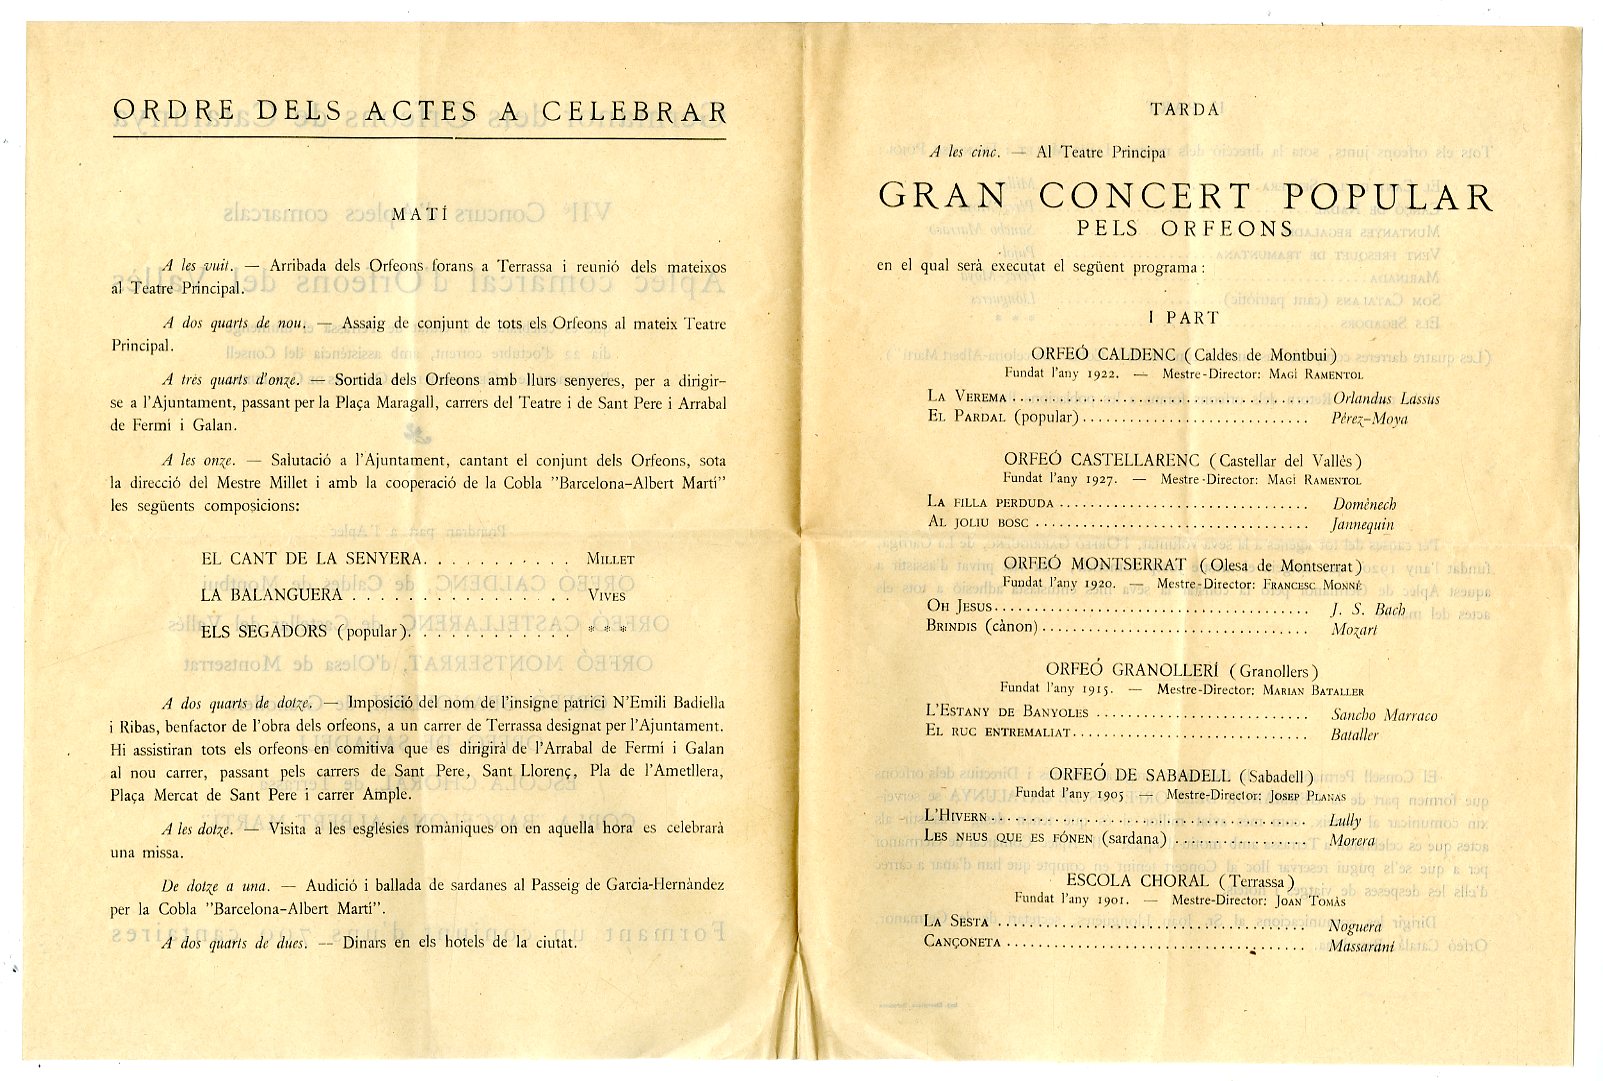 ORDRE DELS ACTES A CELEBRAR
MATÍ
A les vuit. — Arribada dels Orfeons forans a Terrassa i reunió dels mateixos
al Teatre Principal.
A dos quarts de nou. — Assaig de conjunt de tots els Orfeons al mateix Teatre
Principal.
A très quarts d'onze. — Sortida dels Orfeons amb llurs senyeres, per a dirigir-
se a l'Ajuntament, passant per la Plaça Maragall, carrers del Teatre i de Sant Pere i Arrabal
de Fermí i Galan.
A les onze. — Salutació a l'Ajuntament, cantant el conjunt dels Orfeons, sota
la direcció del Mestre Millet i amb la cooperació de la Cobla "Barcelona-Albert Martí"
les següents composicions:
EL CANT DE LA SENYERA. . . . . . . . . . . MILLET
LA BALANGUERA . . . . . . . . . . . . . . . . VIVES
ELS SEGADORS (popular). . . . . . . . . . . . * * *
A dos quarts de dotze. — Imposició del nom de l'insigne patrici N'Emili Badiella
i Ribas, benfactor de l'obra dels orfeons, a un carrer de Terrassa designat per l'Ajuntament.
Hi assistiran tots els orfeons en comitiva que es dirigirà de l'Arrabal de Fermí i Galan
al nou carrer, passant pels carrers de Sant Pere, Sant Llorenç, Pla de l'Ametllera,
Plaça Mercat de Sant Pere i carrer Ample.
A les dotze. — Visita a les esglésies romàniques on en aquella hora es celebrarà
una missa.
De dotze a una. — Audició i ballada de sardanes al Passeig de Garcia-Hernàndez
per la Cobla "Barcelona-Albert Martí".
A dos quarts de dues. — Dinars en els hotels de la ciutat.
TARDA
A les cinc. — Al Teatre Principa
GRAN CONCERT POPULAR
PELS ORFEONS
en el qual serà executat el següent programa:
I PART
ORFEÓ CALDENC (Caldes de Montbui)
Fundat l'any 1922. — Mestre-Director: MAGÍ RAMENTOL
LA VEREMA . . . . . . . . . . . . . . . . Orlandus Lassus
EL PARDAL (popular) . . . . . . . . . . . . . . . . Pérez-Moya
ORFEÓ CASTELLARENC (Castellar del Vallès)
Fundat l'any 1927. — Mestre-Director: MAGÍ RAMENTOL
LA FILLA PERDUDA . . . . . . . . . . . . . . . . Domènech
AL JOLIU BOSC . . . . . . . . . . . . . . . . Jannequin
ORFEÓ MONTSERRAT (Olesa de Montserrat)
Fundat l'any 1920. — Mestre-Director: FRANCESC MONNÉ
OH JESUS . . . . . . . . . . . . . . . . J. S. Bach
BRINDIS (cànon) . . . . . . . . . . . . . . . . Mozart
ORFEÓ GRANOLLERÍ (Granollers)
Fundat l'any 1915. — Mestre-Director: MARIAN BATALLER
L'ESTANY DE BANYOLES . . . . . . . . . . . . . . . . Sancho Marraco
EL RUC ENTREMALIAT . . . . . . . . . . . . . . . . Bataller
ORFEÓ DE SABADELL (Sabadell)
Fundat l'any 1905 — Mestre-Director: JOSEP PLANAS
L'HIVERN . . . . . . . . . . . . . . . . Lully
LES NEUS QUE ES FÓNEN (sardana) . . . . . . . . . . . . Morera
ESCOLA CHORAL (Terrassa)
Fundat l'any 1901. — Mestre-Director: JOAN TOMÀS
LA SESTA . . . . . . . . . . . . . . . . Noguera
CANÇONETA . . . . . . . . . . . . . . . . Massarani